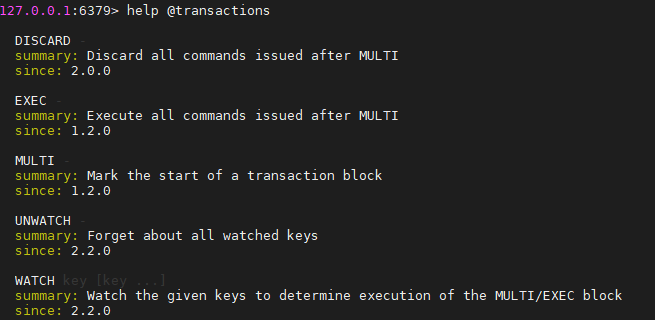 127.0.0.1:6379> help @transactions
DISCARD -
summary: Discard all commands issued after MULTI
since: 2.0.0
EXEC -
summary: Execute all commands issued after MULTI
since: 1.2.0
MULTI -
summary: Mark the start of a transaction block
since: 1.2.0
UNWATCH -
summary: Forget about all watched keys
since: 2.2.0
WATCH key [key ...]
summary: Watch the given keys to determine execution of the MULTI/EXEC block
since: 2.2.0